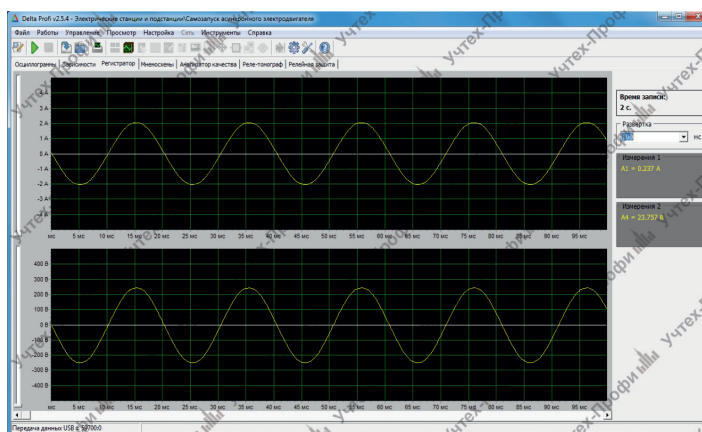 Delta Profi v2.5.4 - Электрические станции и подстанции\Самозапуск асинхронного электродвигателя
Файл Работы Управление Просмотр Настройка Сеть Инструменты Справка
Осциллограммы Зависимости Регистратор Мнемосхемы Анализатор качества Реле-томограф Релейная защита
4 А
3 А
2 А
1 А
0 А
-1 А
-2 А
-3 А
-4 А
мс 5 мс 10 мс 15 мс 20 мс 25 мс 30 мс 35 мс 40 мс 45 мс 50 мс 55 мс 60 мс 65 мс 70 мс 75 мс 80 мс 85 мс 90 мс 95 мс
400 В
300 В
200 В
100 В
0 В
-100 В
-200 В
-300 В
-400 В
мс 5 мс 10 мс 15 мс 20 мс 25 мс 30 мс 35 мс 40 мс 45 мс 50 мс 55 мс 60 мс 65 мс 70 мс 75 мс 80 мс 85 мс 90 мс 95 мс
Время записи:
2 с.
Развертка
мс
Измерения 1
A1 = 0.237 A
Измерения 2
A4 = 23.757 В
Передача данных USB с 59700:0
Учтех-Профи